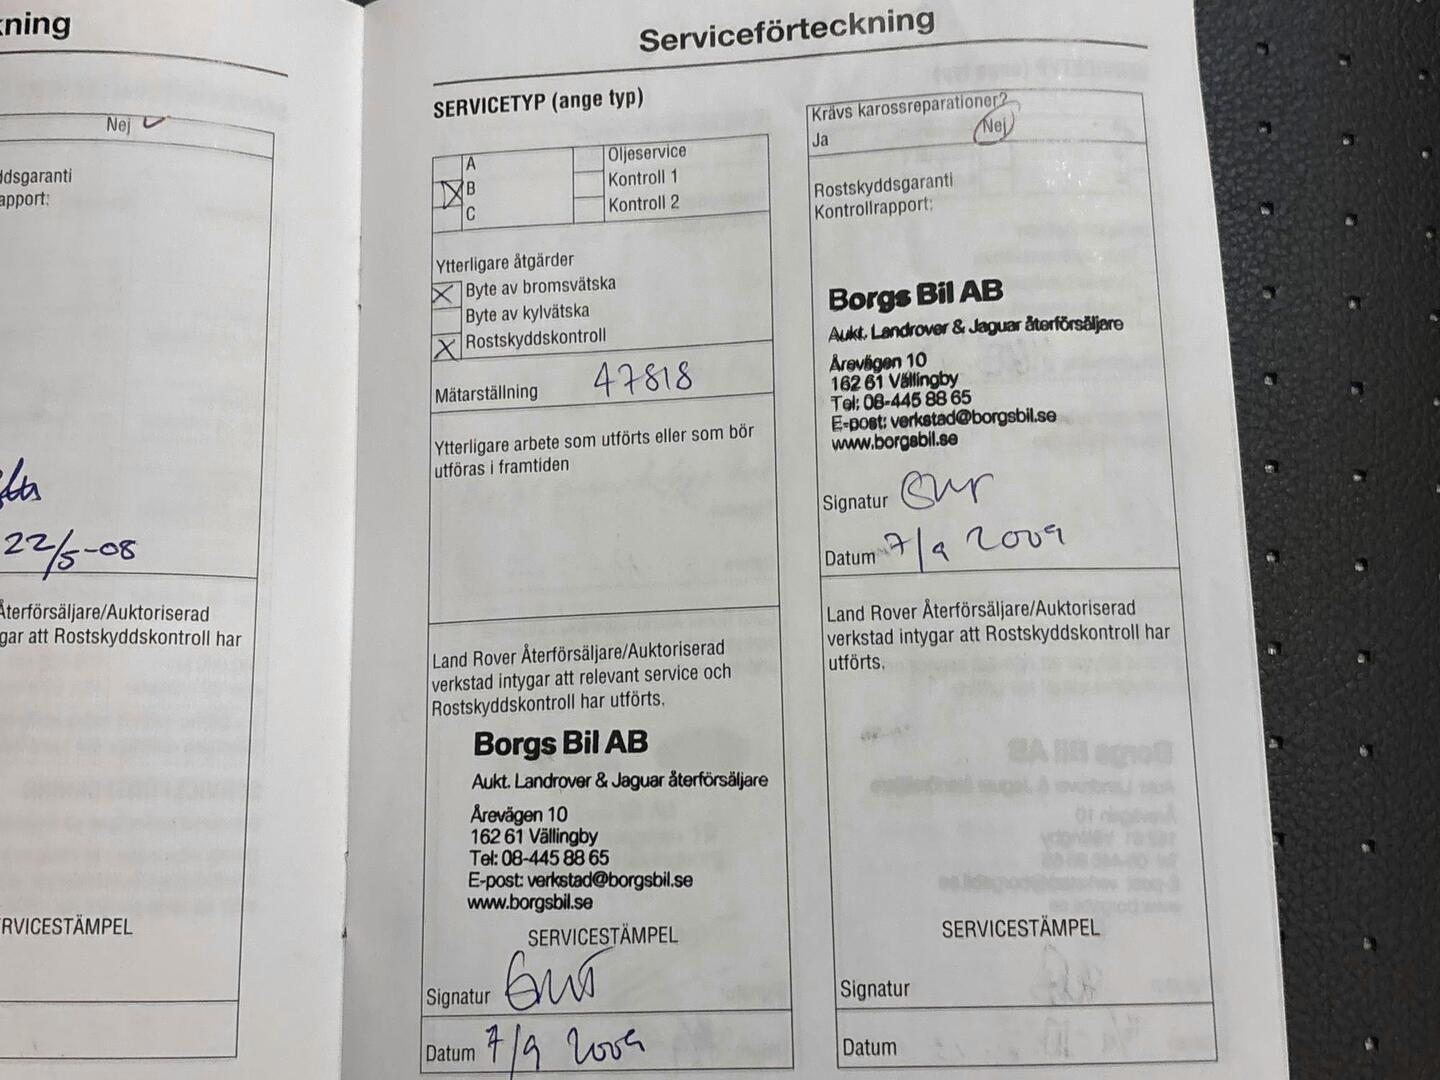 kning
Nej
ddsgaranti
apport:
22/5-08
Återförsäljare/Auktoriserad
gar att Rostskyddskontroll har
RVICESTÄMPEL
Serviceförteckning
SERVICETYP (ange typ)
A
B
C
Oljeservice
Kontroll 1
Kontroll 2
Ytterligare åtgärder
Byte av bromsvätska
Byte av kylvätska
Rostskyddskontroll
Mätarställning 47818
Ytterligare arbete som utförts eller som bör
utföras i framtiden
Land Rover Återförsäljare/Auktoriserad
verkstad intygar att relevant service och
Rostskyddskontroll har utförts.
Borgs Bil AB
Aukt. Landrover & Jaguar återförsäljare
Årevägen 10
162 61 Vällingby
Tel: 08-445 88 65
E-post: verkstad@borgsbil.se
www.borgsbil.se
SERVICESTÄMPEL
Signatur
Datum 7/9 2009
Krävs karossreparationer?
Ja Nej
Rostskyddsgaranti
Kontrollrapport:
Borgs Bil AB
Aukt. Landrover & Jaguar återförsäljare
Årevägen 10
162 61 Vällingby
Tel: 08-445 88 65
E-post: verkstad@borgsbil.se
www.borgsbil.se
Signatur
Datum 7/9 2009
Land Rover Återförsäljare/Auktoriserad
verkstad intygar att Rostskyddskontroll har
utförts.
SERVICESTÄMPEL
Signatur
Datum